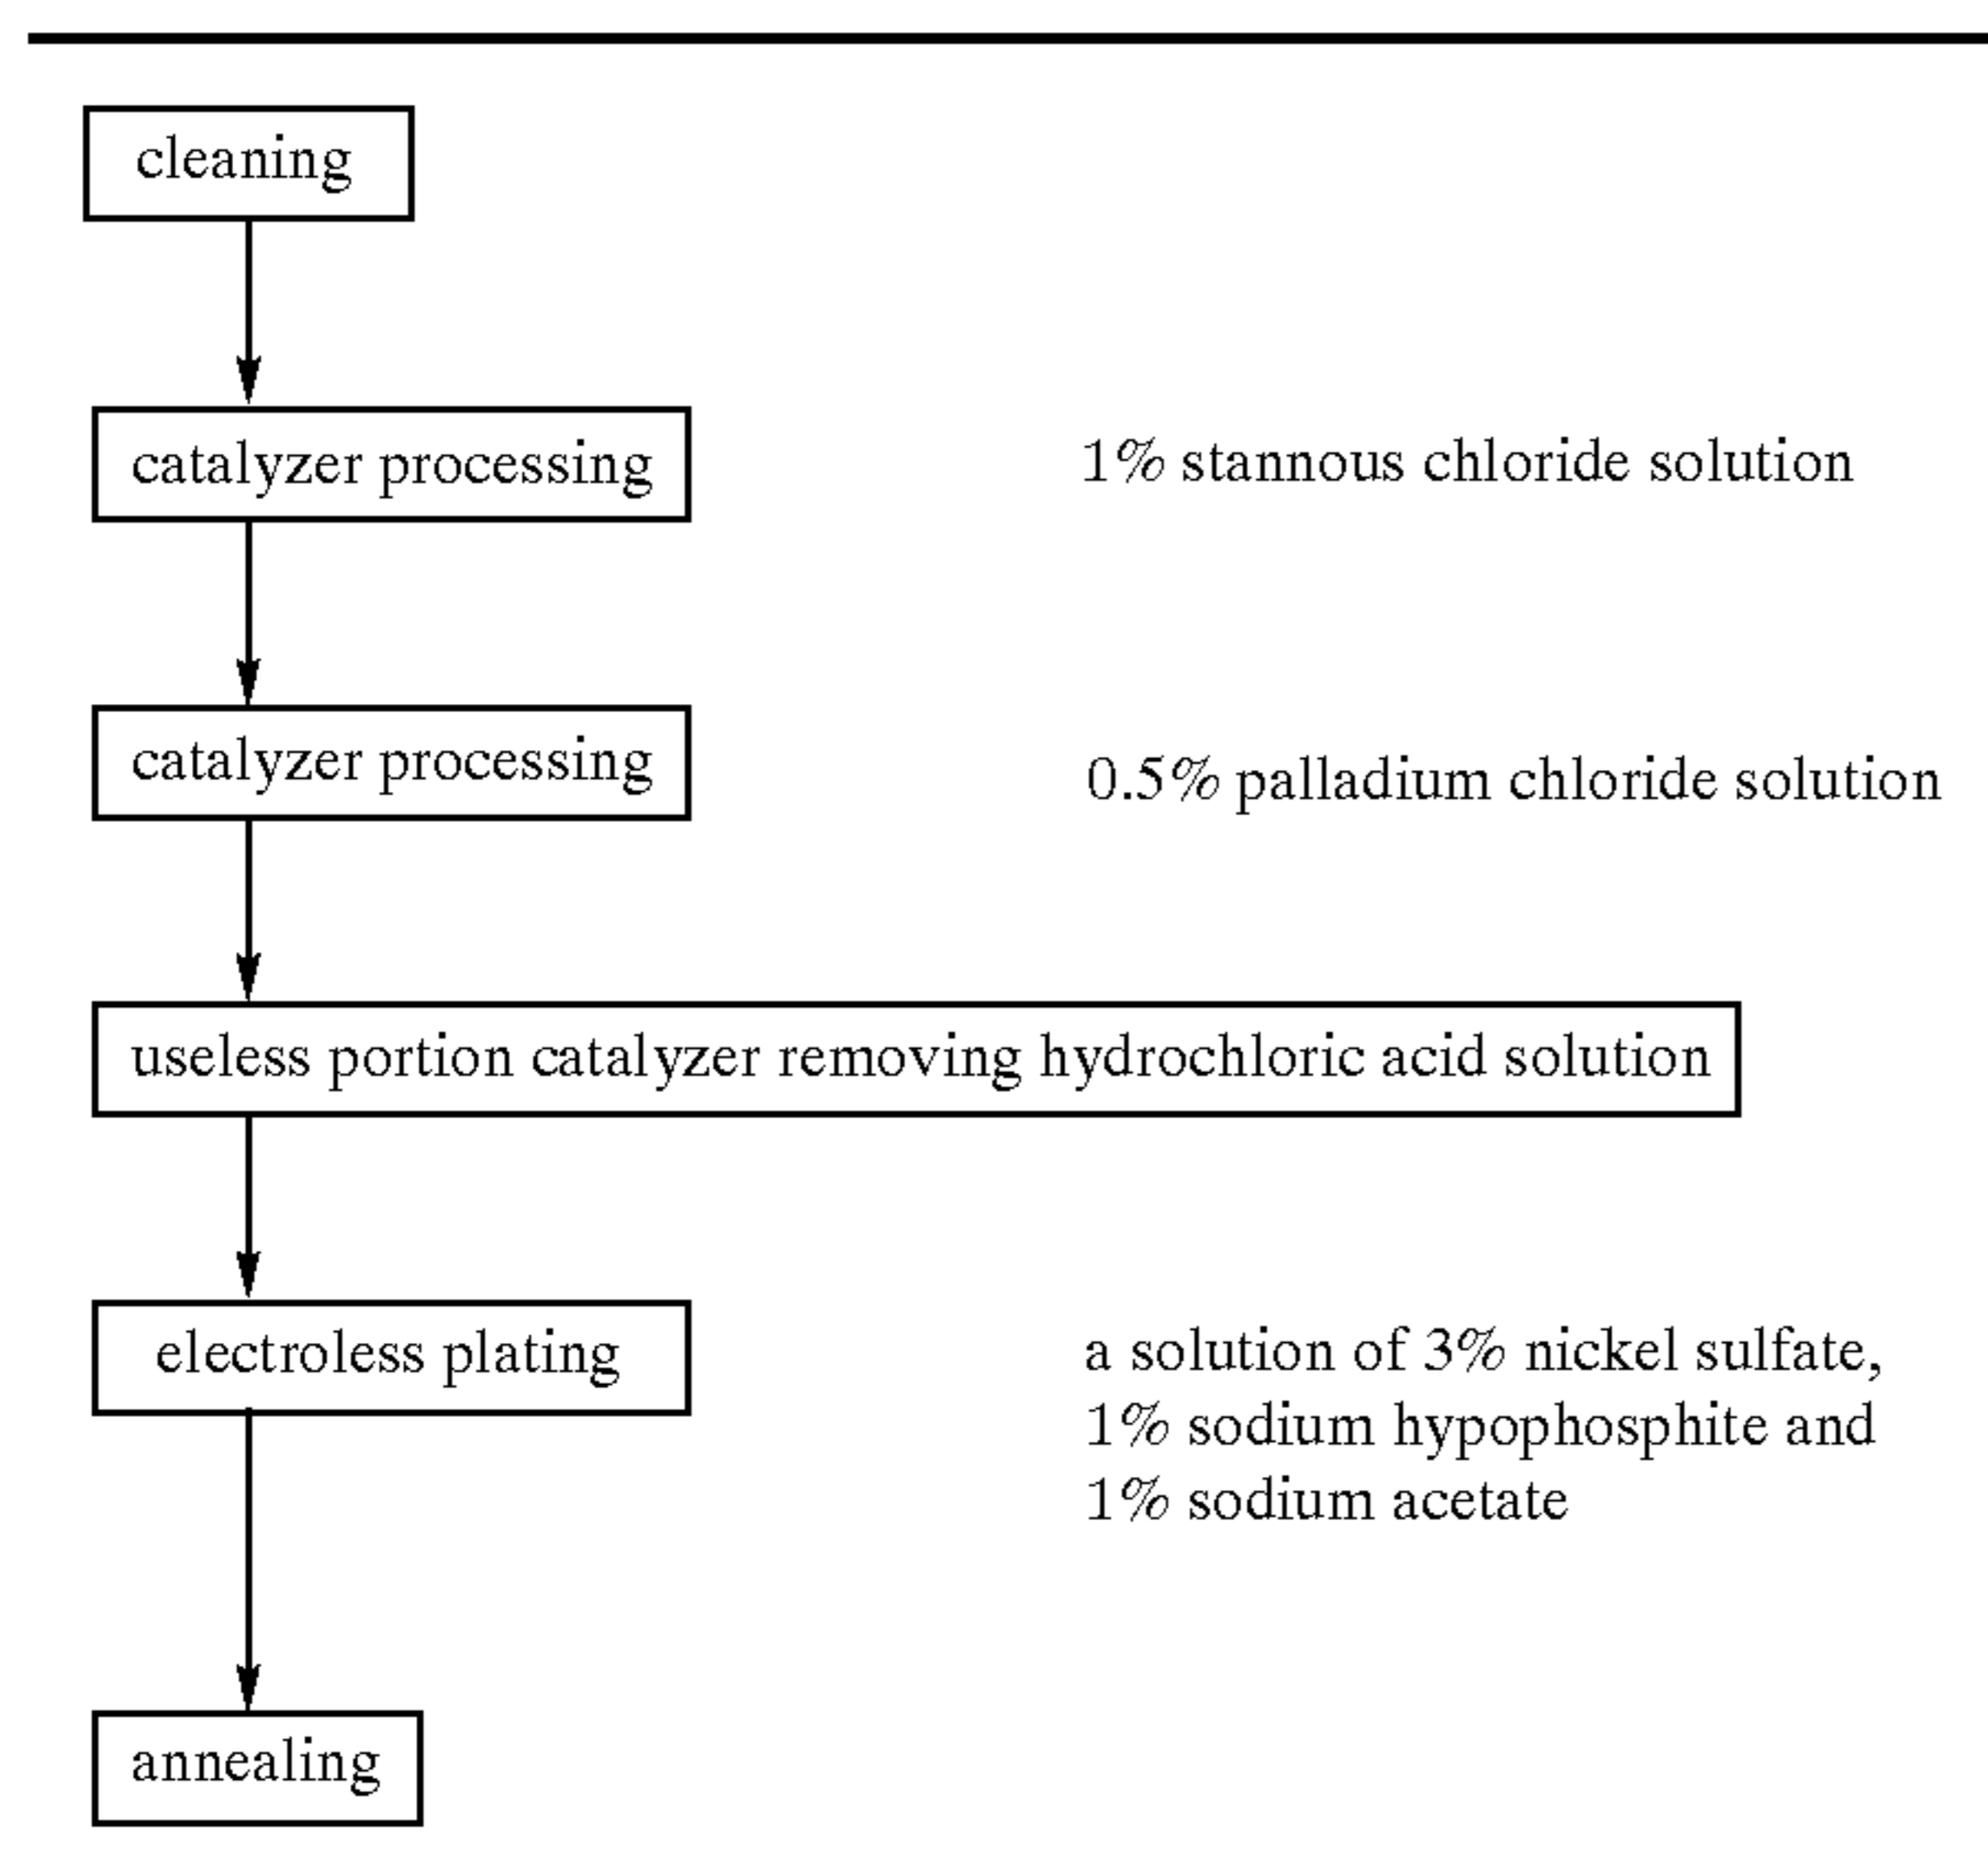 cleaning
catalyzer processing
1% stannous chloride solution
catalyzer processing
0.5% palladium chloride solution
useless portion catalyzer removing hydrochloric acid solution
electroless plating
a solution of 3% nickel sulfate,
1% sodium hypophosphite and
1% sodium acetate
annealing